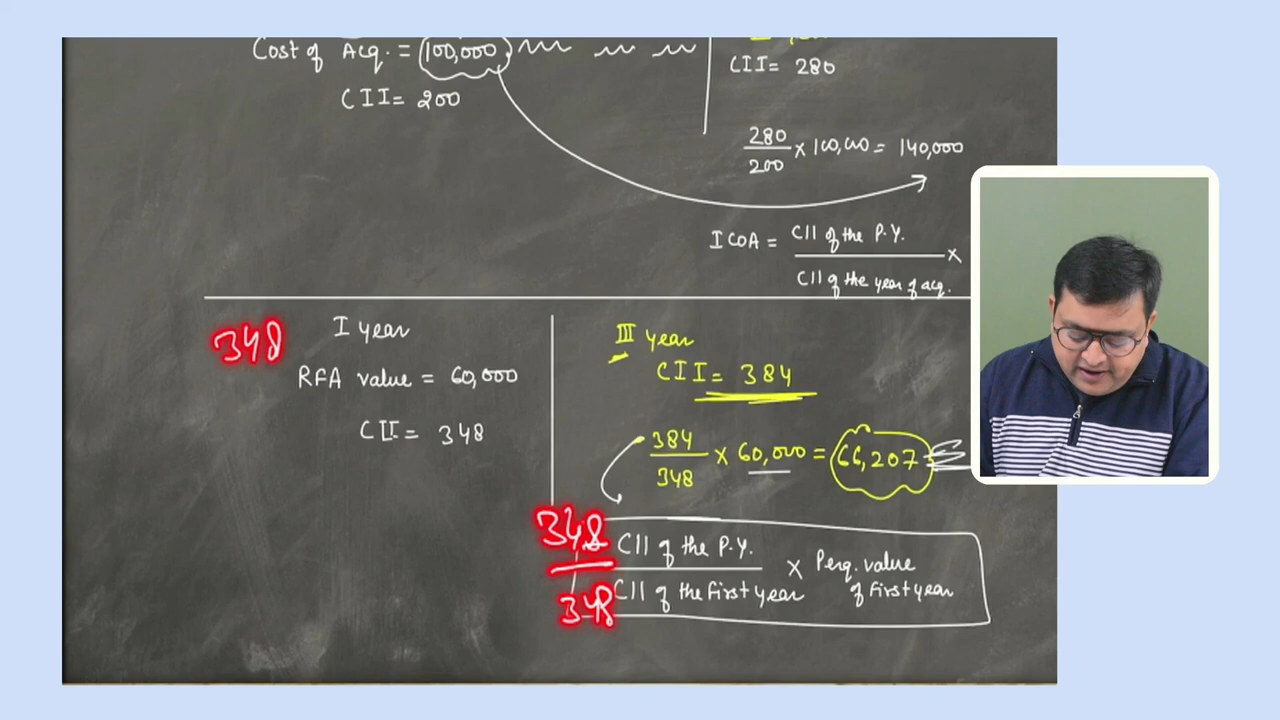 Cost of Acq. = 100,000
CII = 200
CII = 280
280/200 × 100,000 = 140,000
ICOA = CII of the P.Y. / CII of the year of acq. ×
348
I year
RFA value = 60,000
CII = 348
III year
CII = 384
384/348 × 60,000 = 66,207
348/348
CII of the P.Y. / CII of the First year × Perq. value of First year